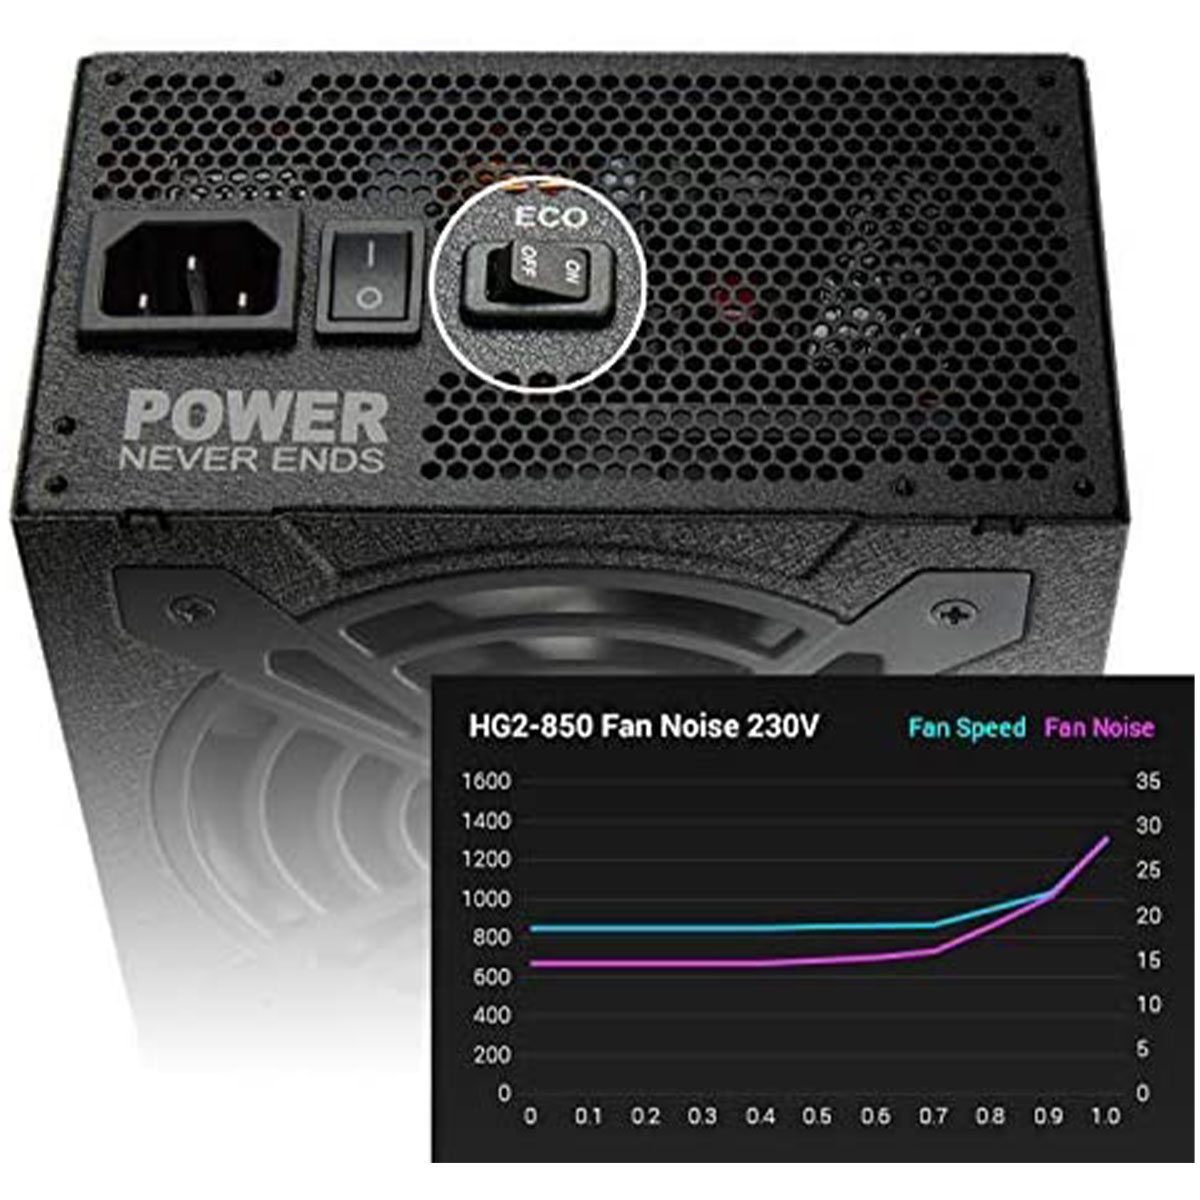 ECO
OFF ON
POWER
NEVER ENDS
HG2-850 Fan Noise 230V Fan Speed Fan Noise
1600 35
1400 30
1200 25
1000 20
800 15
600 10
400 5
200 0
0
0 0.1 0.2 0.3 0.4 0.5 0.6 0.7 0.8 0.9 1.0